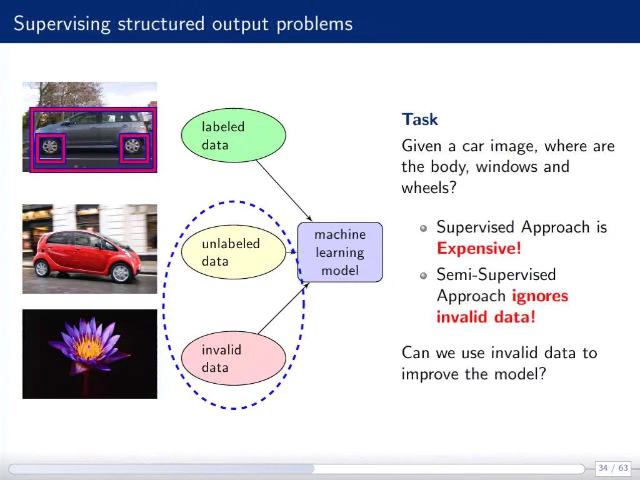 Supervising structured output problems
labeled
data
unlabeled
data
invalid
data
machine
learning
model
Task
Given a car image, where are
the body, windows and
wheels?
Supervised Approach is
Expensive!
Semi-Supervised
Approach ignores
invalid data!
Can we use invalid data to
improve the model?
34 / 63